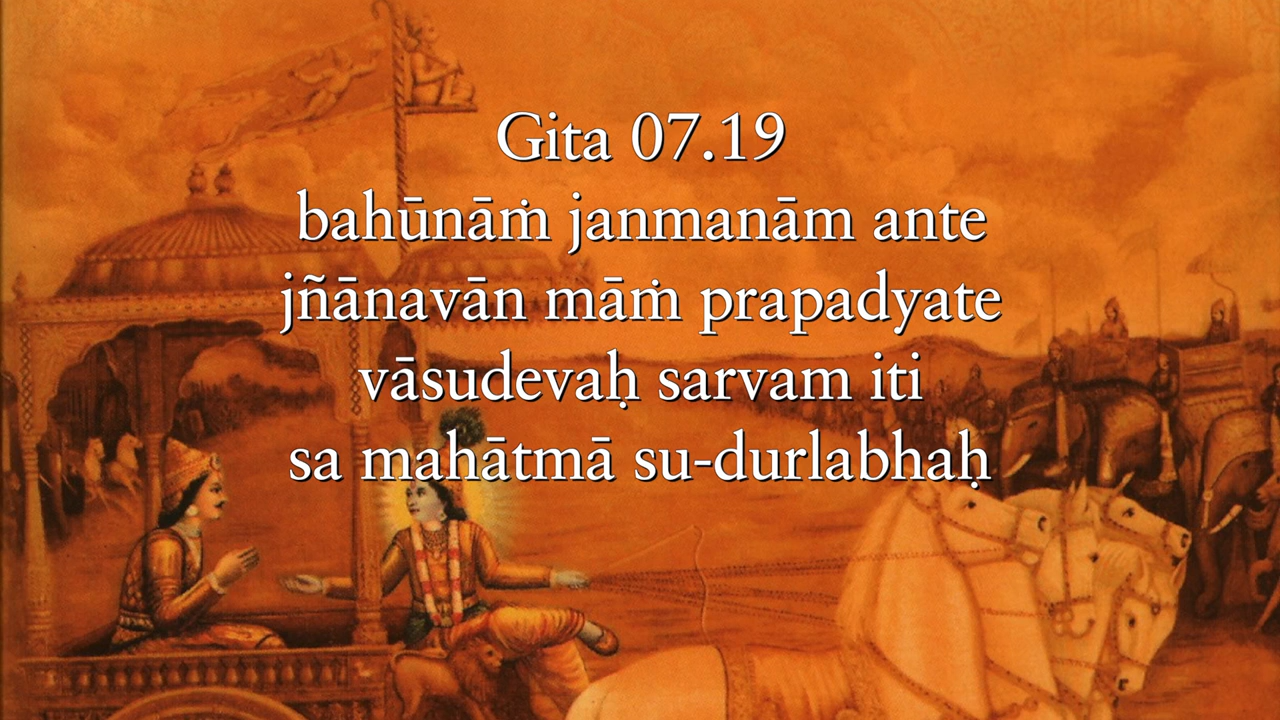 Gita 07.19
bahūnāṁ janmanām ante
jñānavān māṁ prapadyate
vāsudevaḥ sarvam iti
sa mahātmā su-durlabhaḥ